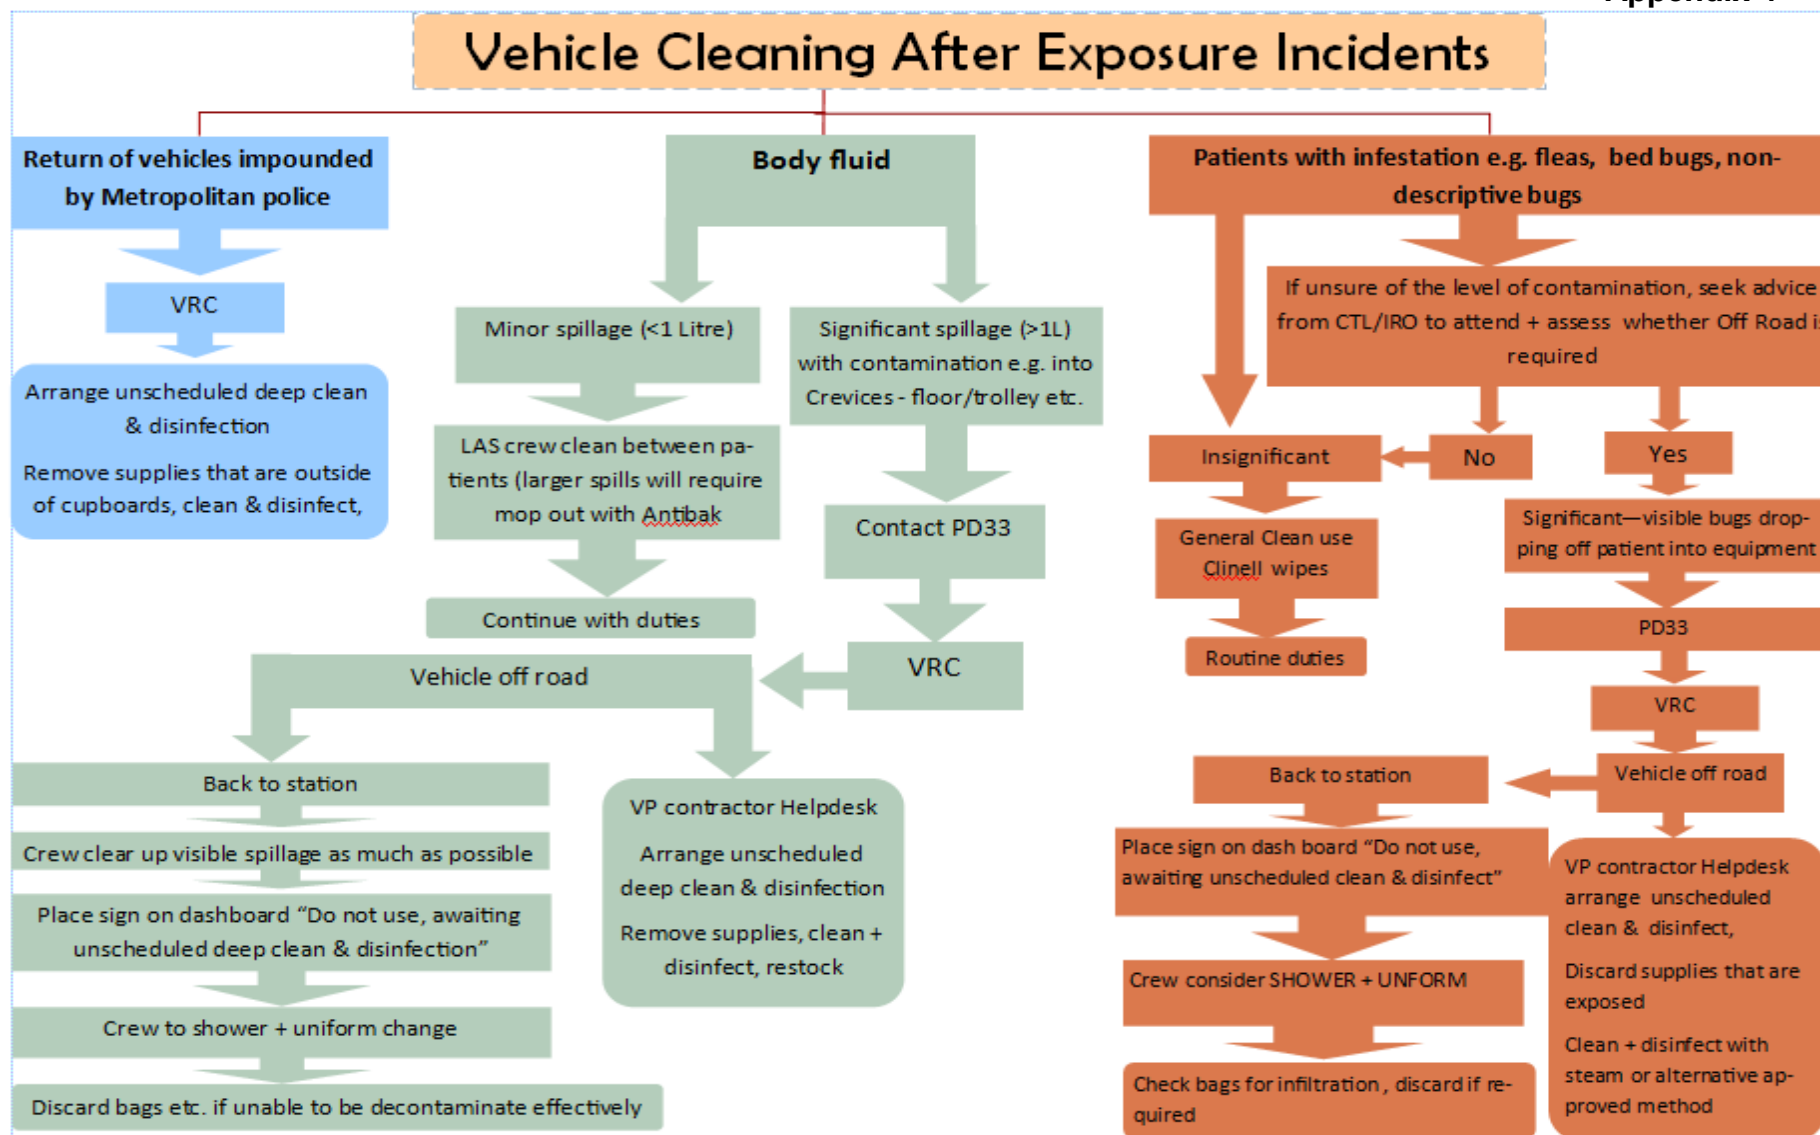 Appendix
Vehicle Cleaning After Exposure Incidents
Return of vehicles impounded
by Metropolitan police
VRC
Arrange unscheduled deep clean
& disinfection
Remove supplies that are outside
of cupboards, clean & disinfect,
Body fluid
Minor spillage (<1 Litre)
LAS crew clean between pa-
tients (larger spills will require
mop out with Antibak
Continue with duties
Significant spillage (>1L)
with contamination e.g. into
Crevices - floor/trolley etc.
Contact PD33
VRC
Vehicle off road
Back to station
Crew clear up visible spillage as much as possible
Place sign on dashboard “Do not use, awaiting
unscheduled deep clean & disinfection”
Crew to shower + uniform change
Discard bags etc. if unable to be decontaminate effectively
VP contractor Helpdesk
Arrange unscheduled
deep clean & disinfection
Remove supplies, clean +
disinfect, restock
Patients with infestation e.g. fleas, bed bugs, non-
descriptive bugs
If unsure of the level of contamination, seek advice
from CTL/IRO to attend + assess whether Off Road is
required
No
Yes
Insignificant
General Clean use
Clinell wipes
Routine duties
Significant—visible bugs drop-
ping off patient into equipment
PD33
VRC
Vehicle off road
Back to station
Place sign on dash board “Do not use,
awaiting unscheduled clean & disinfect”
Crew consider SHOWER + UNFORM
Check bags for infiltration , discard if re-
quired
VP contractor Helpdesk
arrange unscheduled
clean & disinfect,
Discard supplies that are
exposed
Clean + disinfect with
steam or alternative ap-
proved method